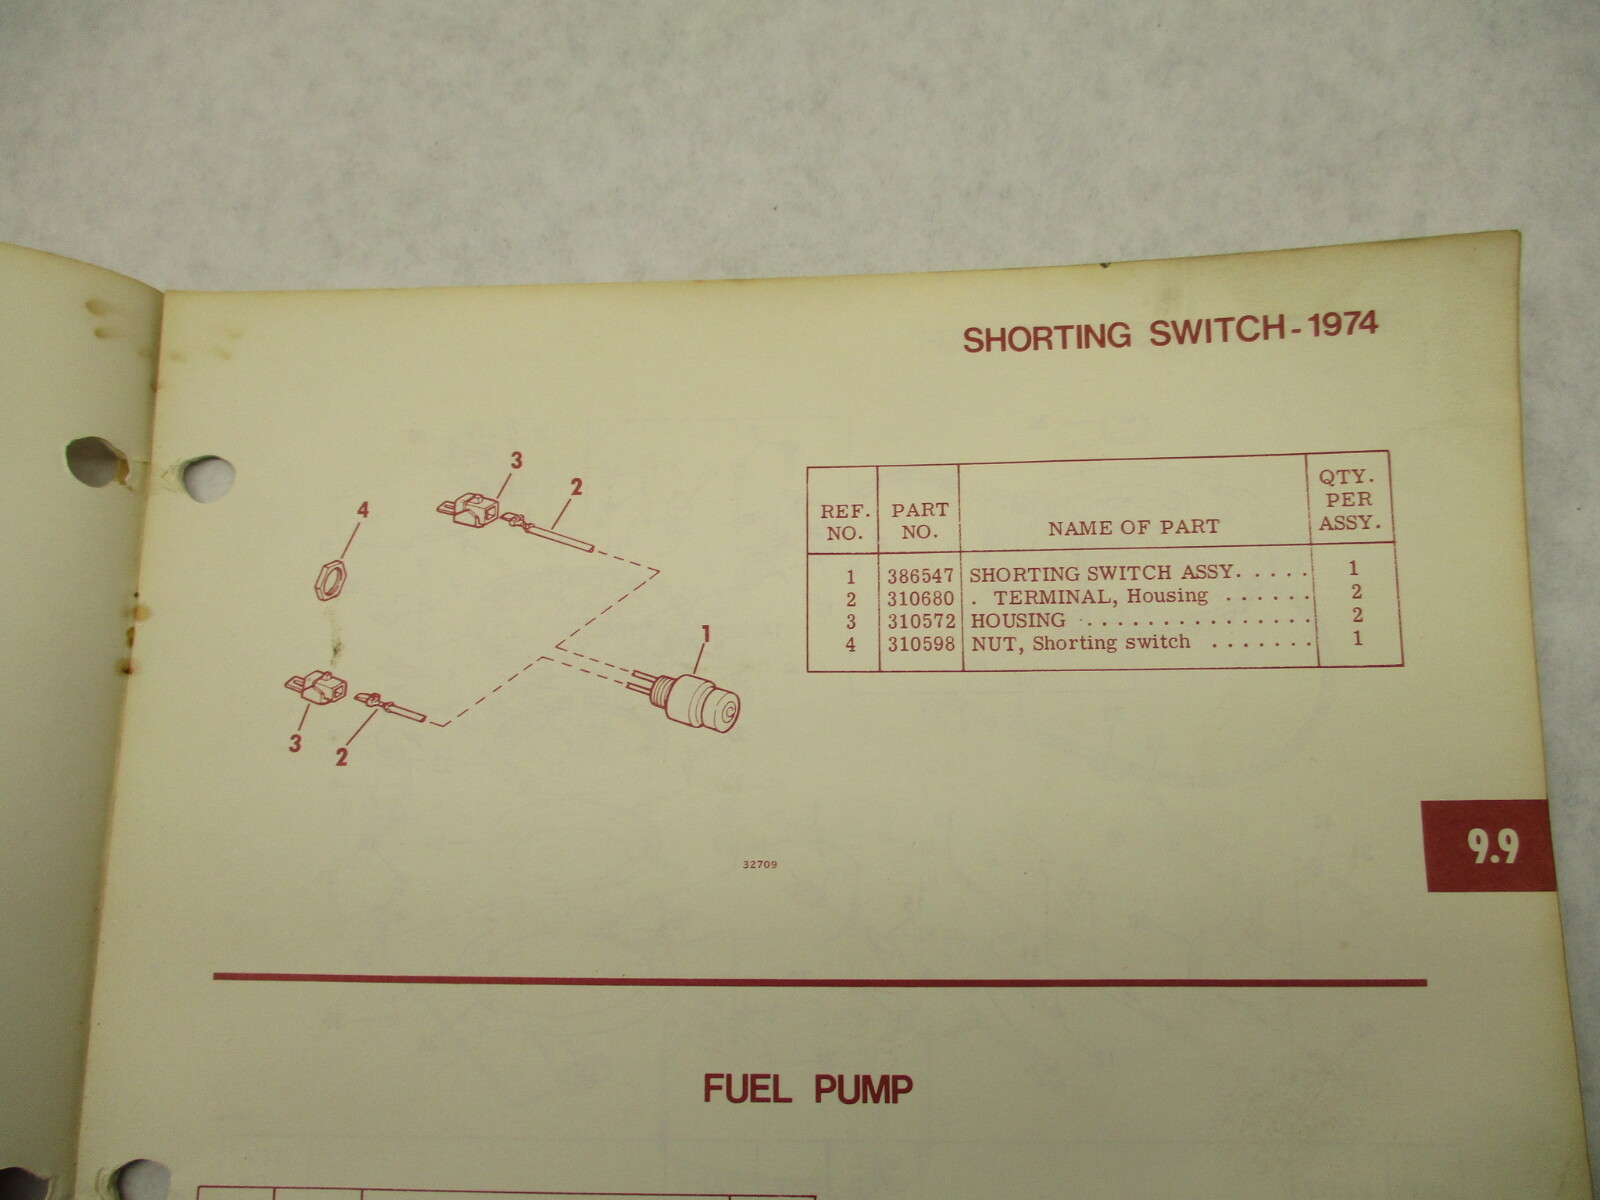 SHORTING SWITCH-1974
3
2
4
1
3
2
REF. NO.
PART NO.
NAME OF PART
QTY. PER ASSY.
1 386547 SHORTING SWITCH ASSY. . . . . 1
2 310680 . TERMINAL, Housing . . . . . . 2
3 310572 HOUSING . . . . . . . . . . . . . . . . 2
4 310598 NUT, Shorting switch . . . . . . . 1
9.9
32709
FUEL PUMP